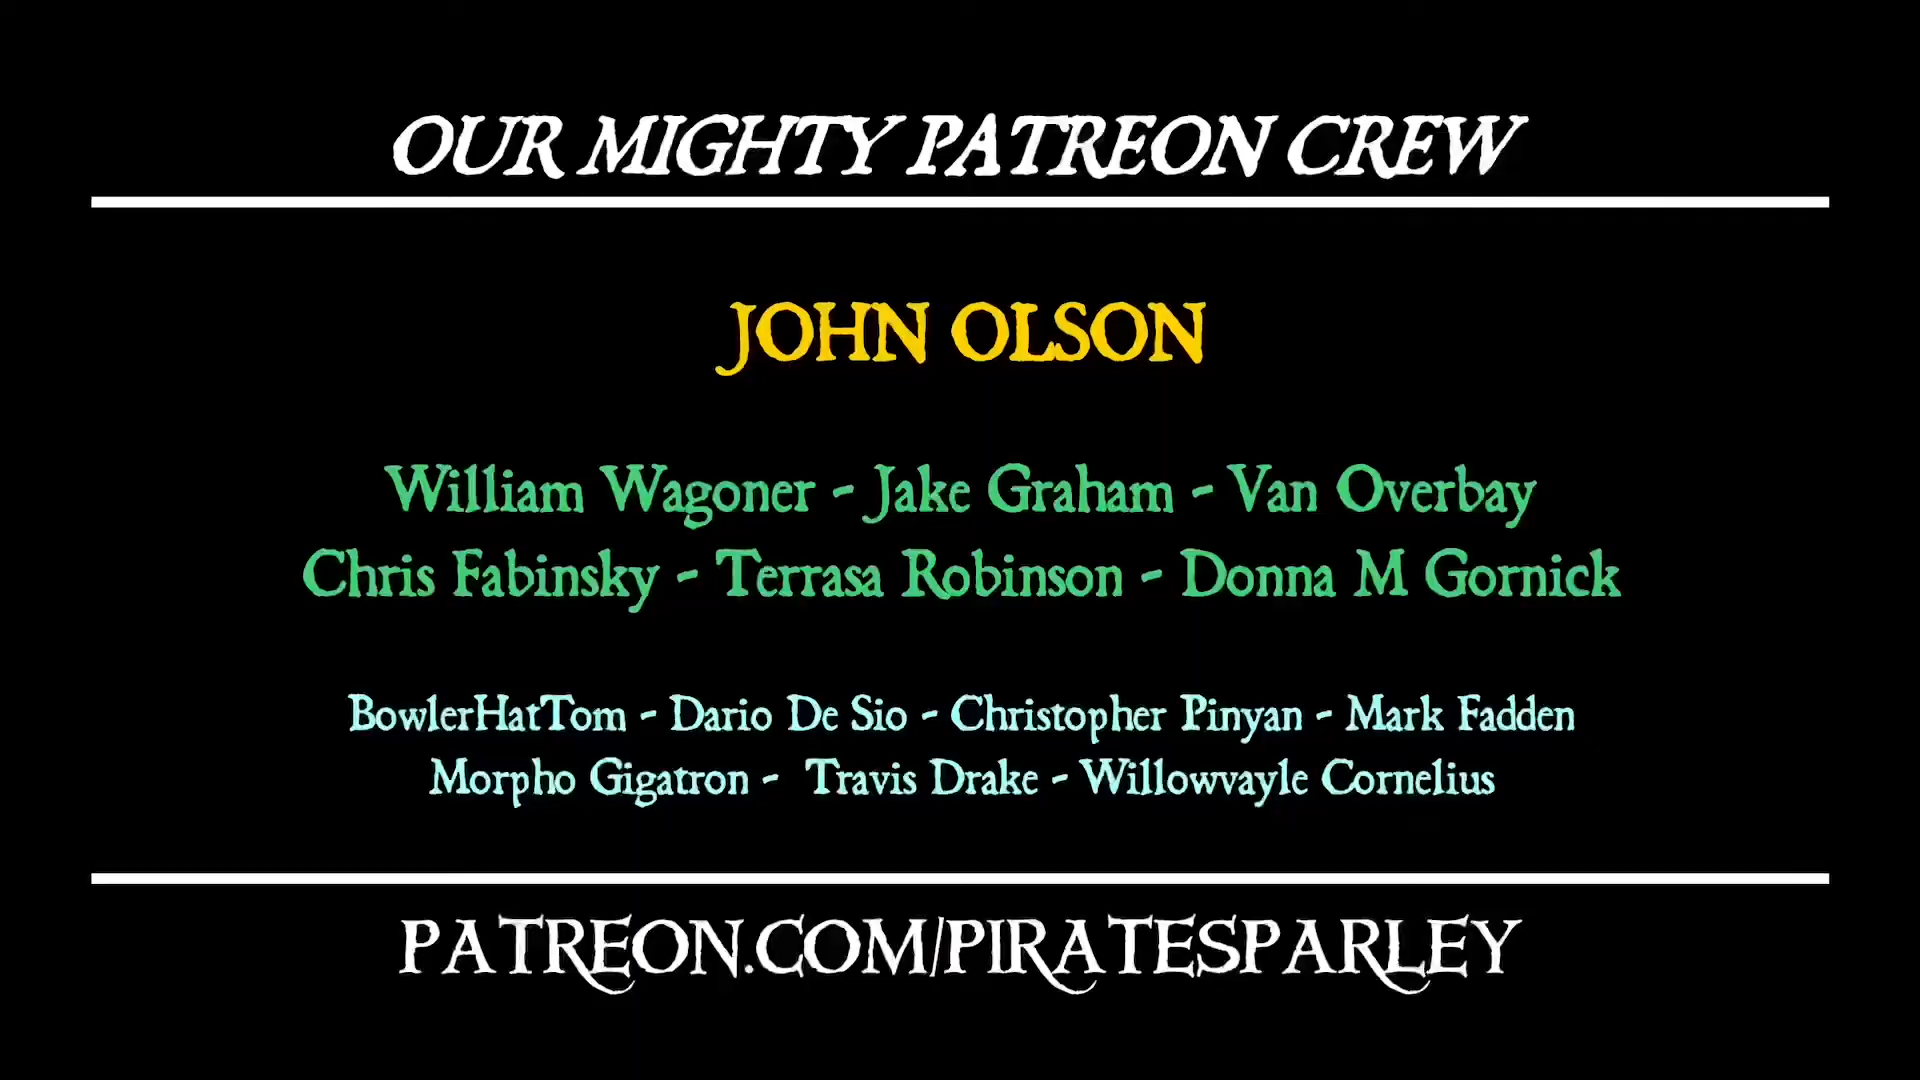 OUR MIGHTY PATREON CREW
JOHN OLSON
William Wagoner - Jake Graham - Van Overbay
Chris Fabinsky - Terrasa Robinson - Donna M Gornick
BowlerHatTom - Dario De Sio - Christopher Pinyan - Mark Fadden
Morpho Gigatron - Travis Drake - Willowvayle Cornelius
PATREON.COM/PIRATESPARLEY